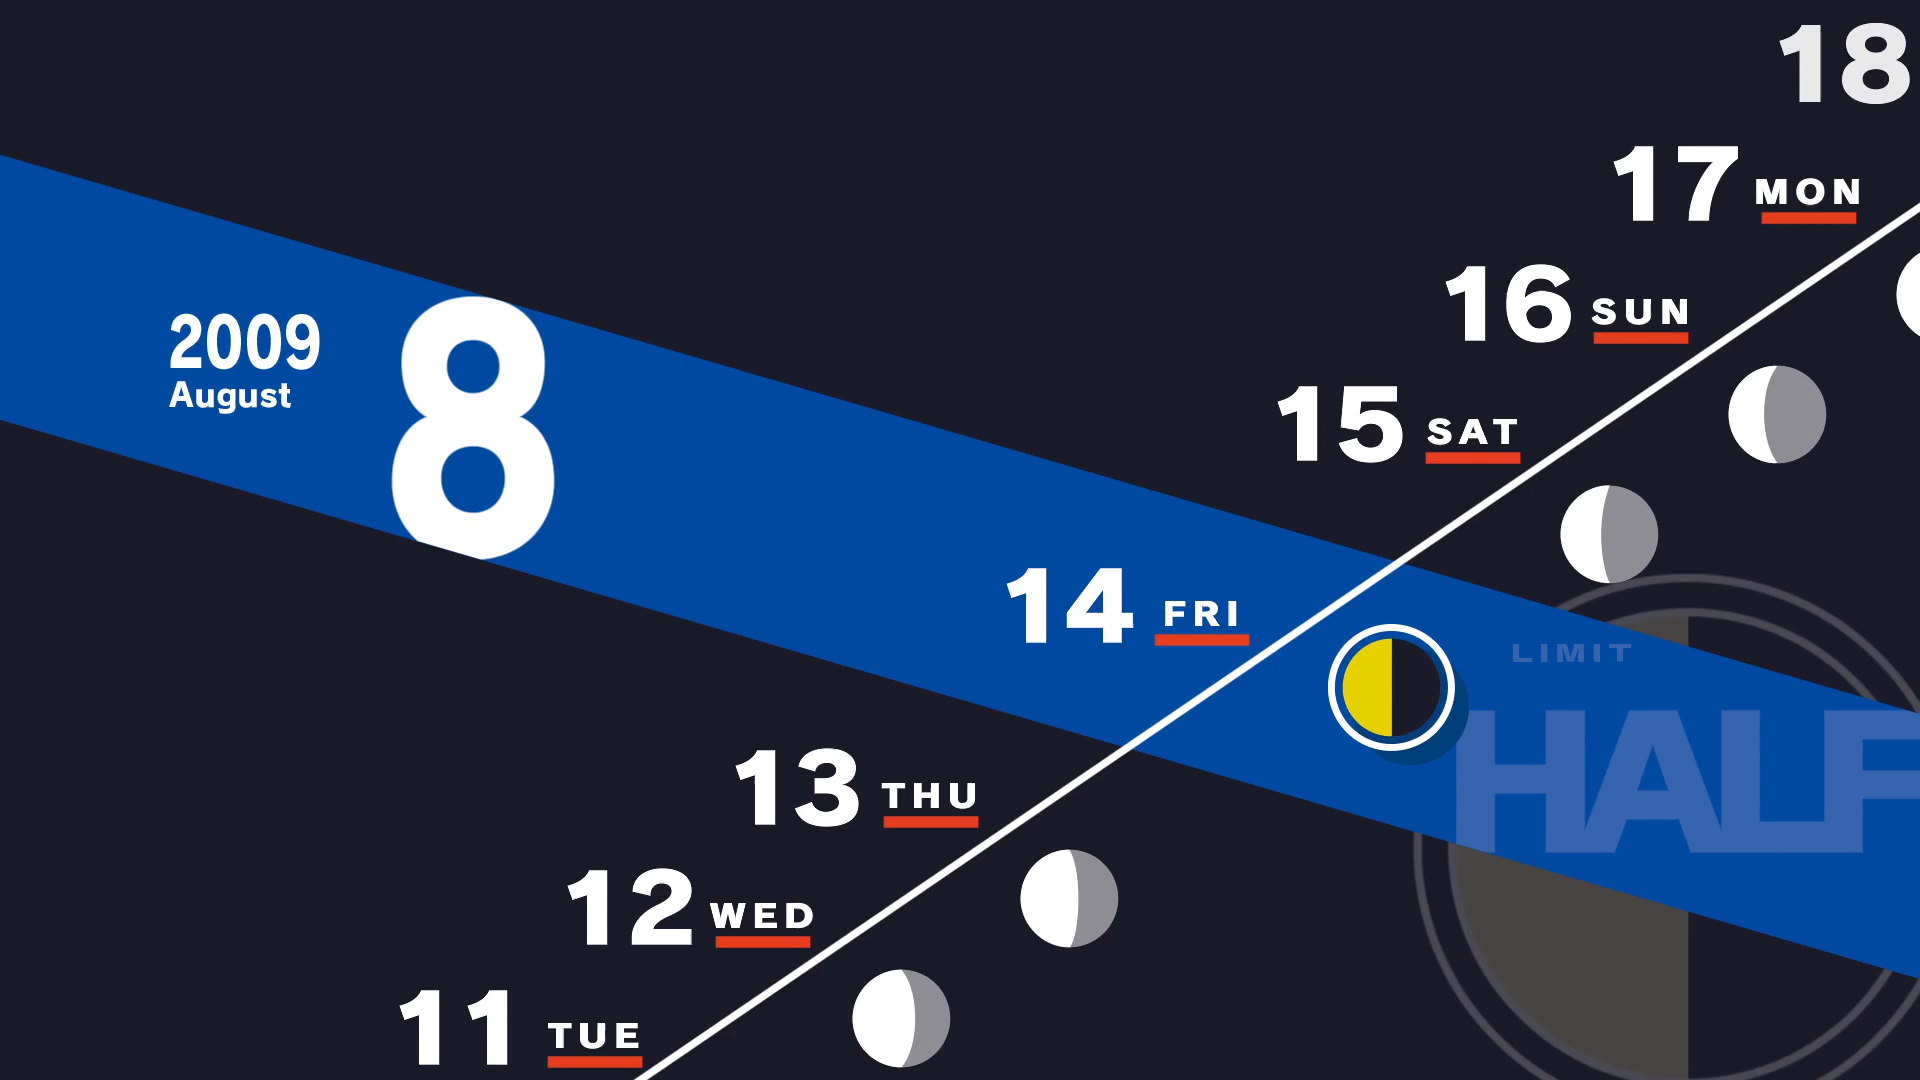 2009
August
8
18
17 MON
16 SUN
15 SAT
14 FRI
13 THU
12 WED
11 TUE
LIMIT
HALF